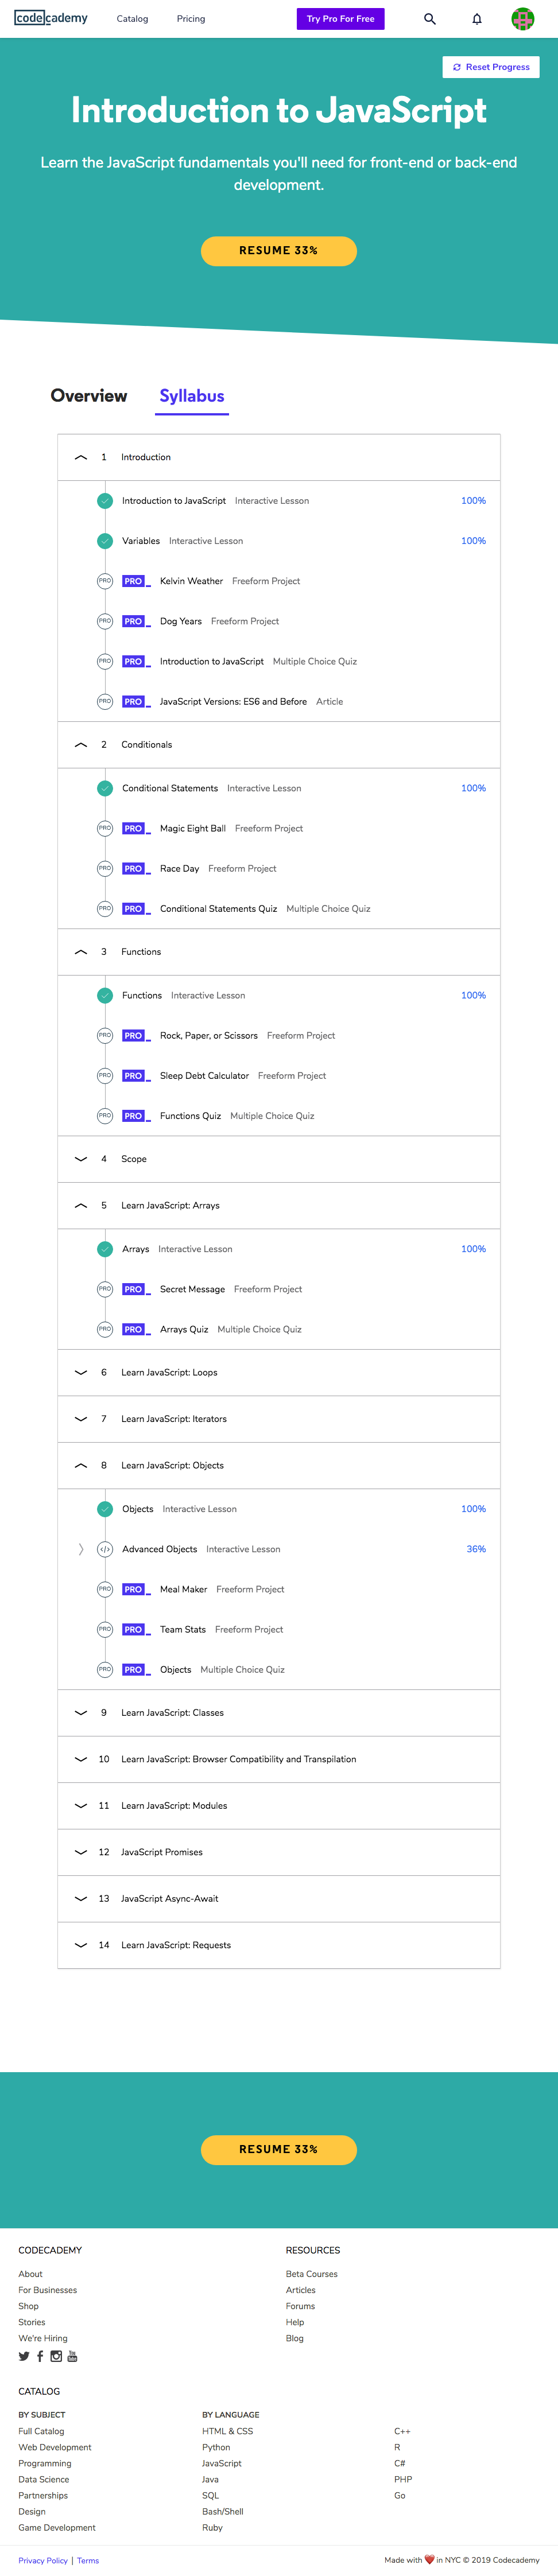 codecademy Catalog Pricing Try Pro For Free
Reset Progress
Introduction to JavaScript
Learn the JavaScript fundamentals you'll need for front-end or back-end
development.
RESUME 33%
Overview Syllabus
1 Introduction
Introduction to JavaScript Interactive Lesson 100%
Variables Interactive Lesson 100%
PRO PRO Kelvin Weather Freeform Project
PRO PRO Dog Years Freeform Project
PRO PRO Introduction to JavaScript Multiple Choice Quiz
PRO PRO JavaScript Versions: ES6 and Before Article
2 Conditionals
Conditional Statements Interactive Lesson 100%
PRO PRO Magic Eight Ball Freeform Project
PRO PRO Race Day Freeform Project
PRO PRO Conditional Statements Quiz Multiple Choice Quiz
3 Functions
Functions Interactive Lesson 100%
PRO PRO Rock, Paper, or Scissors Freeform Project
PRO PRO Sleep Debt Calculator Freeform Project
PRO PRO Functions Quiz Multiple Choice Quiz
4 Scope
5 Learn JavaScript: Arrays
Arrays Interactive Lesson 100%
PRO PRO Secret Message Freeform Project
PRO PRO Arrays Quiz Multiple Choice Quiz
6 Learn JavaScript: Loops
7 Learn JavaScript: Iterators
8 Learn JavaScript: Objects
Objects Interactive Lesson 100%
Advanced Objects Interactive Lesson 36%
PRO PRO Meal Maker Freeform Project
PRO PRO Team Stats Freeform Project
PRO PRO Objects Multiple Choice Quiz
9 Learn JavaScript: Classes
10 Learn JavaScript: Browser Compatibility and Transpilation
11 Learn JavaScript: Modules
12 JavaScript Promises
13 JavaScript Async-Await
14 Learn JavaScript: Requests
RESUME 33%
CODECADEMY
About
For Businesses
Shop
Stories
We're Hiring
RESOURCES
Beta Courses
Articles
Forums
Help
Blog
CATALOG
BY SUBJECT
Full Catalog
Web Development
Programming
Data Science
Partnerships
Design
Game Development
BY LANGUAGE
HTML & CSS
Python
JavaScript
Java
SQL
Bash/Shell
Ruby
C++
R
C#
PHP
Go
Privacy Policy | Terms
Made with ❤️ in NYC © 2019 Codecademy